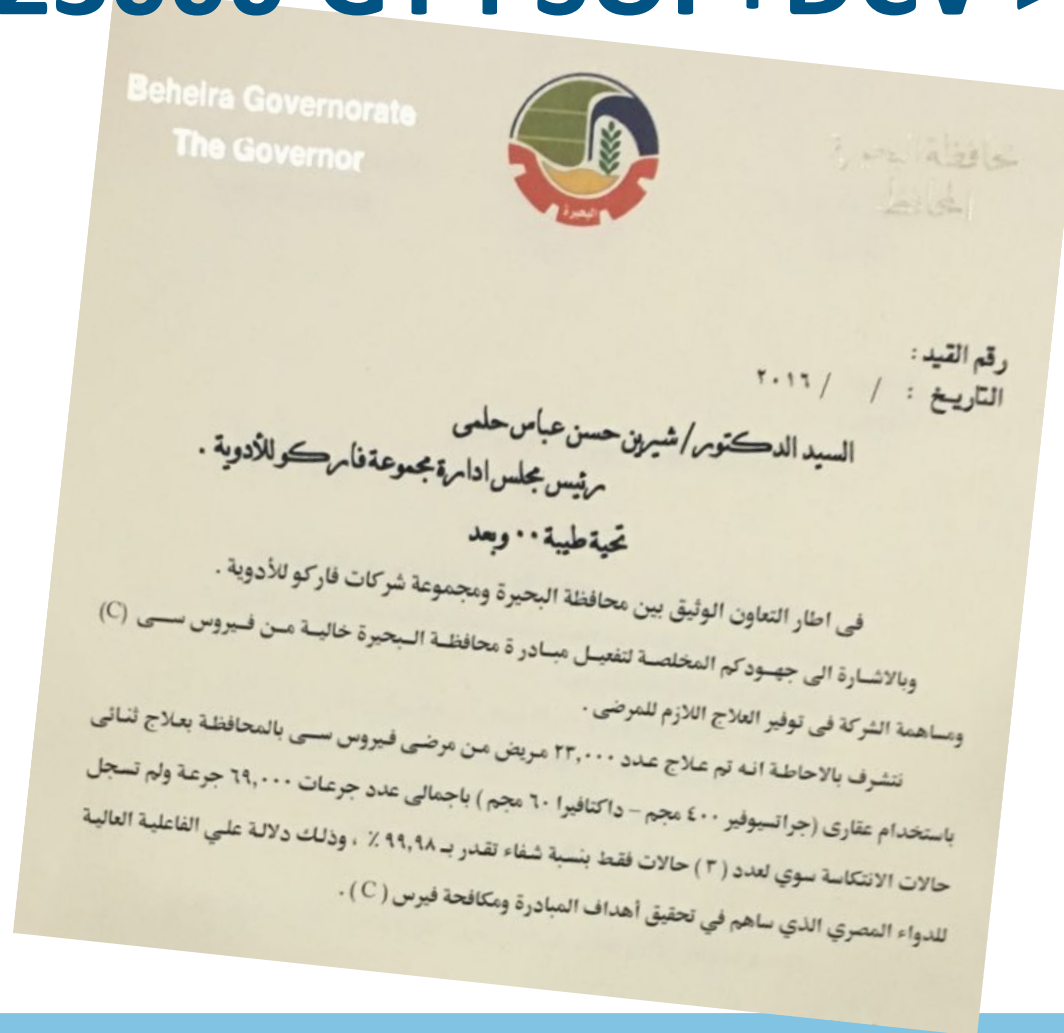 Beheira Governorate
The Governor
محافظة البحيرة
المحافظ
البحيرة
رقم القيد :
التاريخ : / / ٢٠١٦
السيد الدكتور/ شيرين حسن عباس حلمى
رئيس مجلس ادارة مجموعة فاركو للأدوية .
تحية طيبة ٠٠ وبعد
فى اطار التعاون الوثيق بين محافظة البحيرة ومجموعة شركات فاركو للأدوية .
وبالاشارة الى جهودكم المخلصة لتفعيل مبادرة محافظة البحيرة خالية من فيروس سى (C)
ومساهمة الشركة فى توفير العلاج اللازم للمرضى .
نتشرف بالاحاطة انه تم علاج عدد ٢٣,٠٠٠ مريض من مرضى فيروس سى بالمحافظة بعلاج ثنائى
باستخدام عقارى (جراتسيوفير ٤٠٠ مجم – داكتافيرا ٦٠ مجم ) باجمالى عدد جرعات ٦٩,٠٠٠ جرعة ولم تسجل
حالات الانتكاسة سوي لعدد ( ٣ ) حالات فقط بنسبة شفاء تقدر بـ ٩٩,٩٨ ٪ ، وذلك دلالة علي الفاعلية العالية
للدواء المصري الذي ساهم في تحقيق أهداف المبادرة ومكافحة فيرس ( C ) .